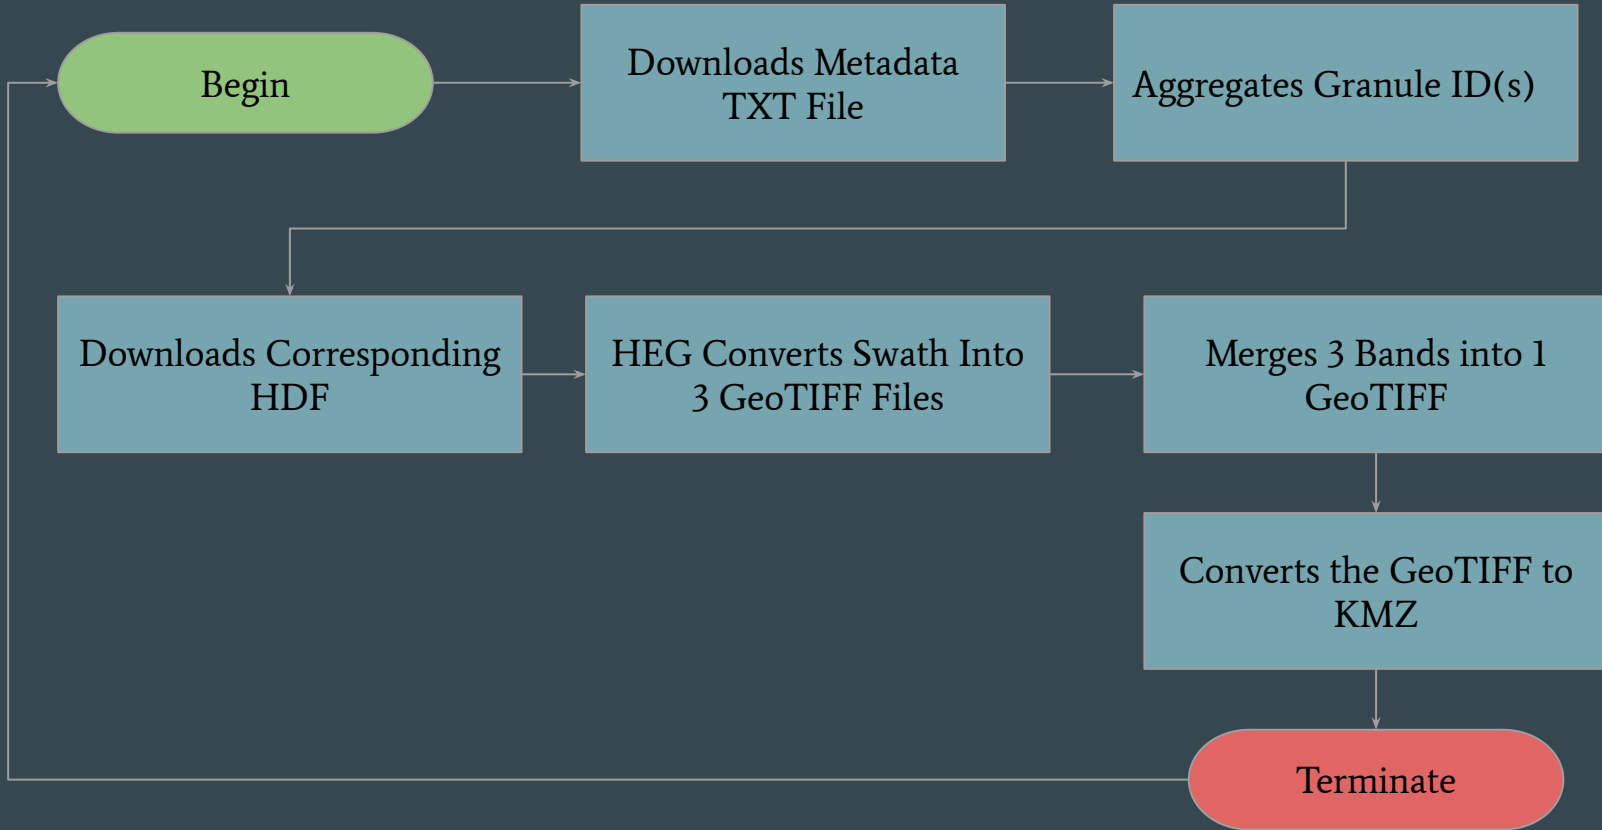 Begin
Downloads Metadata
TXT File
Aggregates Granule ID(s)
Downloads Corresponding
HDF
HEG Converts Swath Into
3 GeoTIFF Files
Merges 3 Bands into 1
GeoTIFF
Converts the GeoTIFF to
KMZ
Terminate